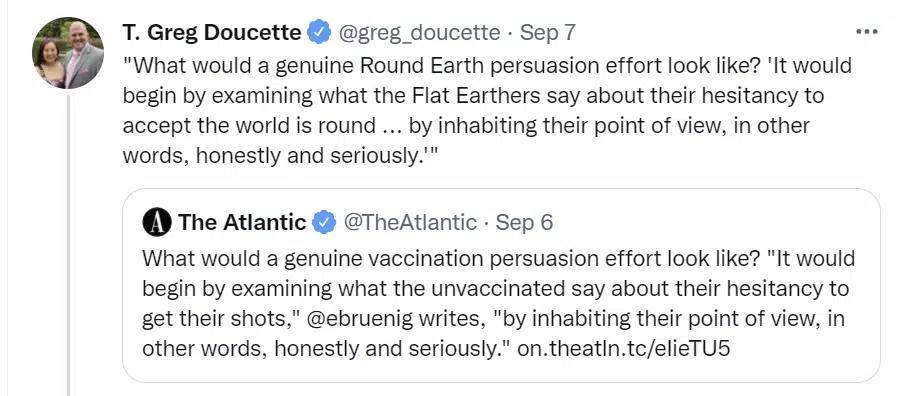 T. Greg Doucette @greg_doucette · Sep 7
"What would a genuine Round Earth persuasion effort look like? 'It would
begin by examining what the Flat Earthers say about their hesitancy to
accept the world is round ... by inhabiting their point of view, in other
words, honestly and seriously.'"
A The Atlantic @TheAtlantic · Sep 6
What would a genuine vaccination persuasion effort look like? "It would
begin by examining what the unvaccinated say about their hesitancy to
get their shots," @ebruenig writes, "by inhabiting their point of view, in
other words, honestly and seriously." on.theatln.tc/eIieTU5